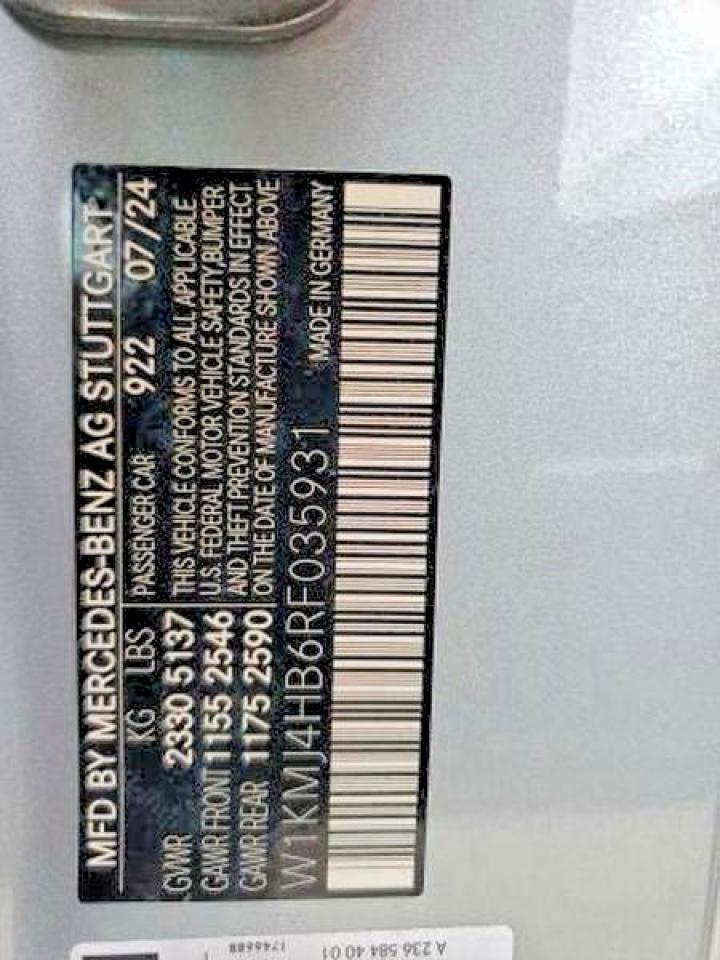 MFD BY MERCEDES-BENZ AG STUTTGART
KG LBS
GVWR 2330 5137
GAWR FRONT 1155 2546
GAWR REAR 1175 2590
PASSENGER CAR 922 07/24
THIS VEHICLE CONFORMS TO ALL APPLICABLE
U.S. FEDERAL MOTOR VEHICLE SAFETY,BUMPER
AND THEFT PREVENTION STANDARDS IN EFFECT
ON THE DATE OF MANUFACTURE SHOWN ABOVE
W1KMJ4HB6RF035931
MADE IN GERMANY
A 236 584 40 01
1746688